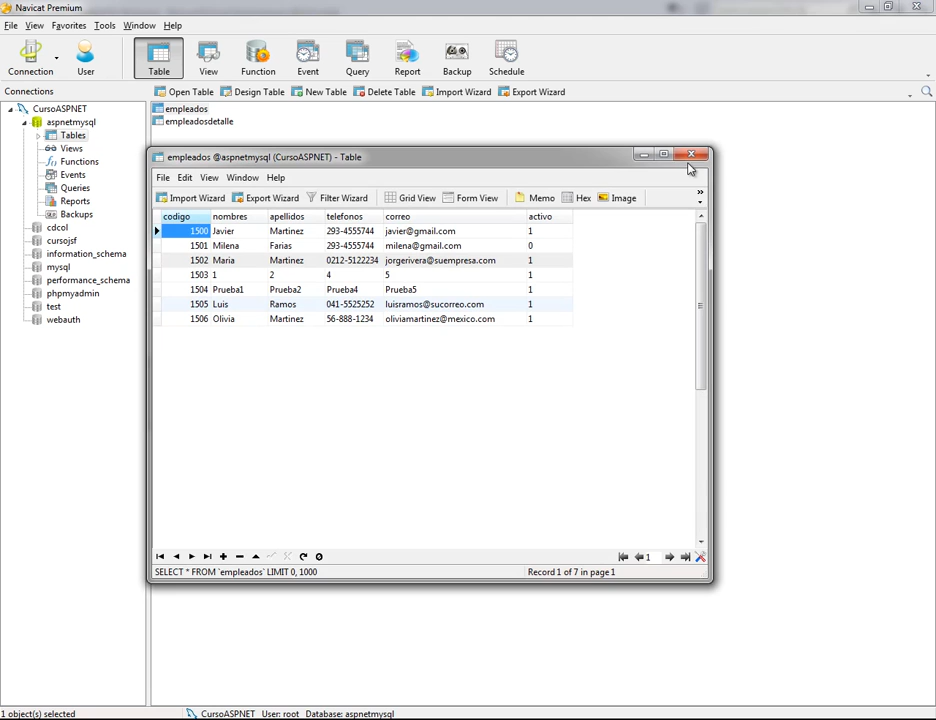 Navicat Premium
File View Favorites Tools Window Help
Connection User Table View Function Event Query Report Backup Schedule
Connections Open Table Design Table New Table Delete Table Import Wizard Export Wizard
CursoASPNET
aspnetmysql
Tables
Views
Functions
Events
Queries
Reports
Backups
cdcol
cursojsf
information_schema
mysql
performance_schema
phpmyadmin
test
webauth
empleados
empleadosdetalle
empleados @aspnetmysql (CursoASPNET) - Table
File Edit View Window Help
Import Wizard Export Wizard Filter Wizard Grid View Form View Memo Hex Image
codigo nombres apellidos telefonos correo activo
1500 Javier Martinez 293-4555744 javier@gmail.com 1
1501 Milena Farias 293-4555744 milena@gmail.com 0
1502 Maria Martinez 0212-5122234 jorgerivera@suempresa.com 1
1503 1 2 4 5 1
1504 Prueba1 Prueba2 Prueba4 Prueba5 1
1505 Luis Ramos 041-5525252 luisramos@sucorreo.com 1
1506 Olivia Martinez 56-888-1234 oliviamartinez@mexico.com 1
1
SELECT * FROM `empleados` LIMIT 0, 1000 Record 1 of 7 in page 1
1 object(s) selected CursoASPNET User: root Database: aspnetmysql